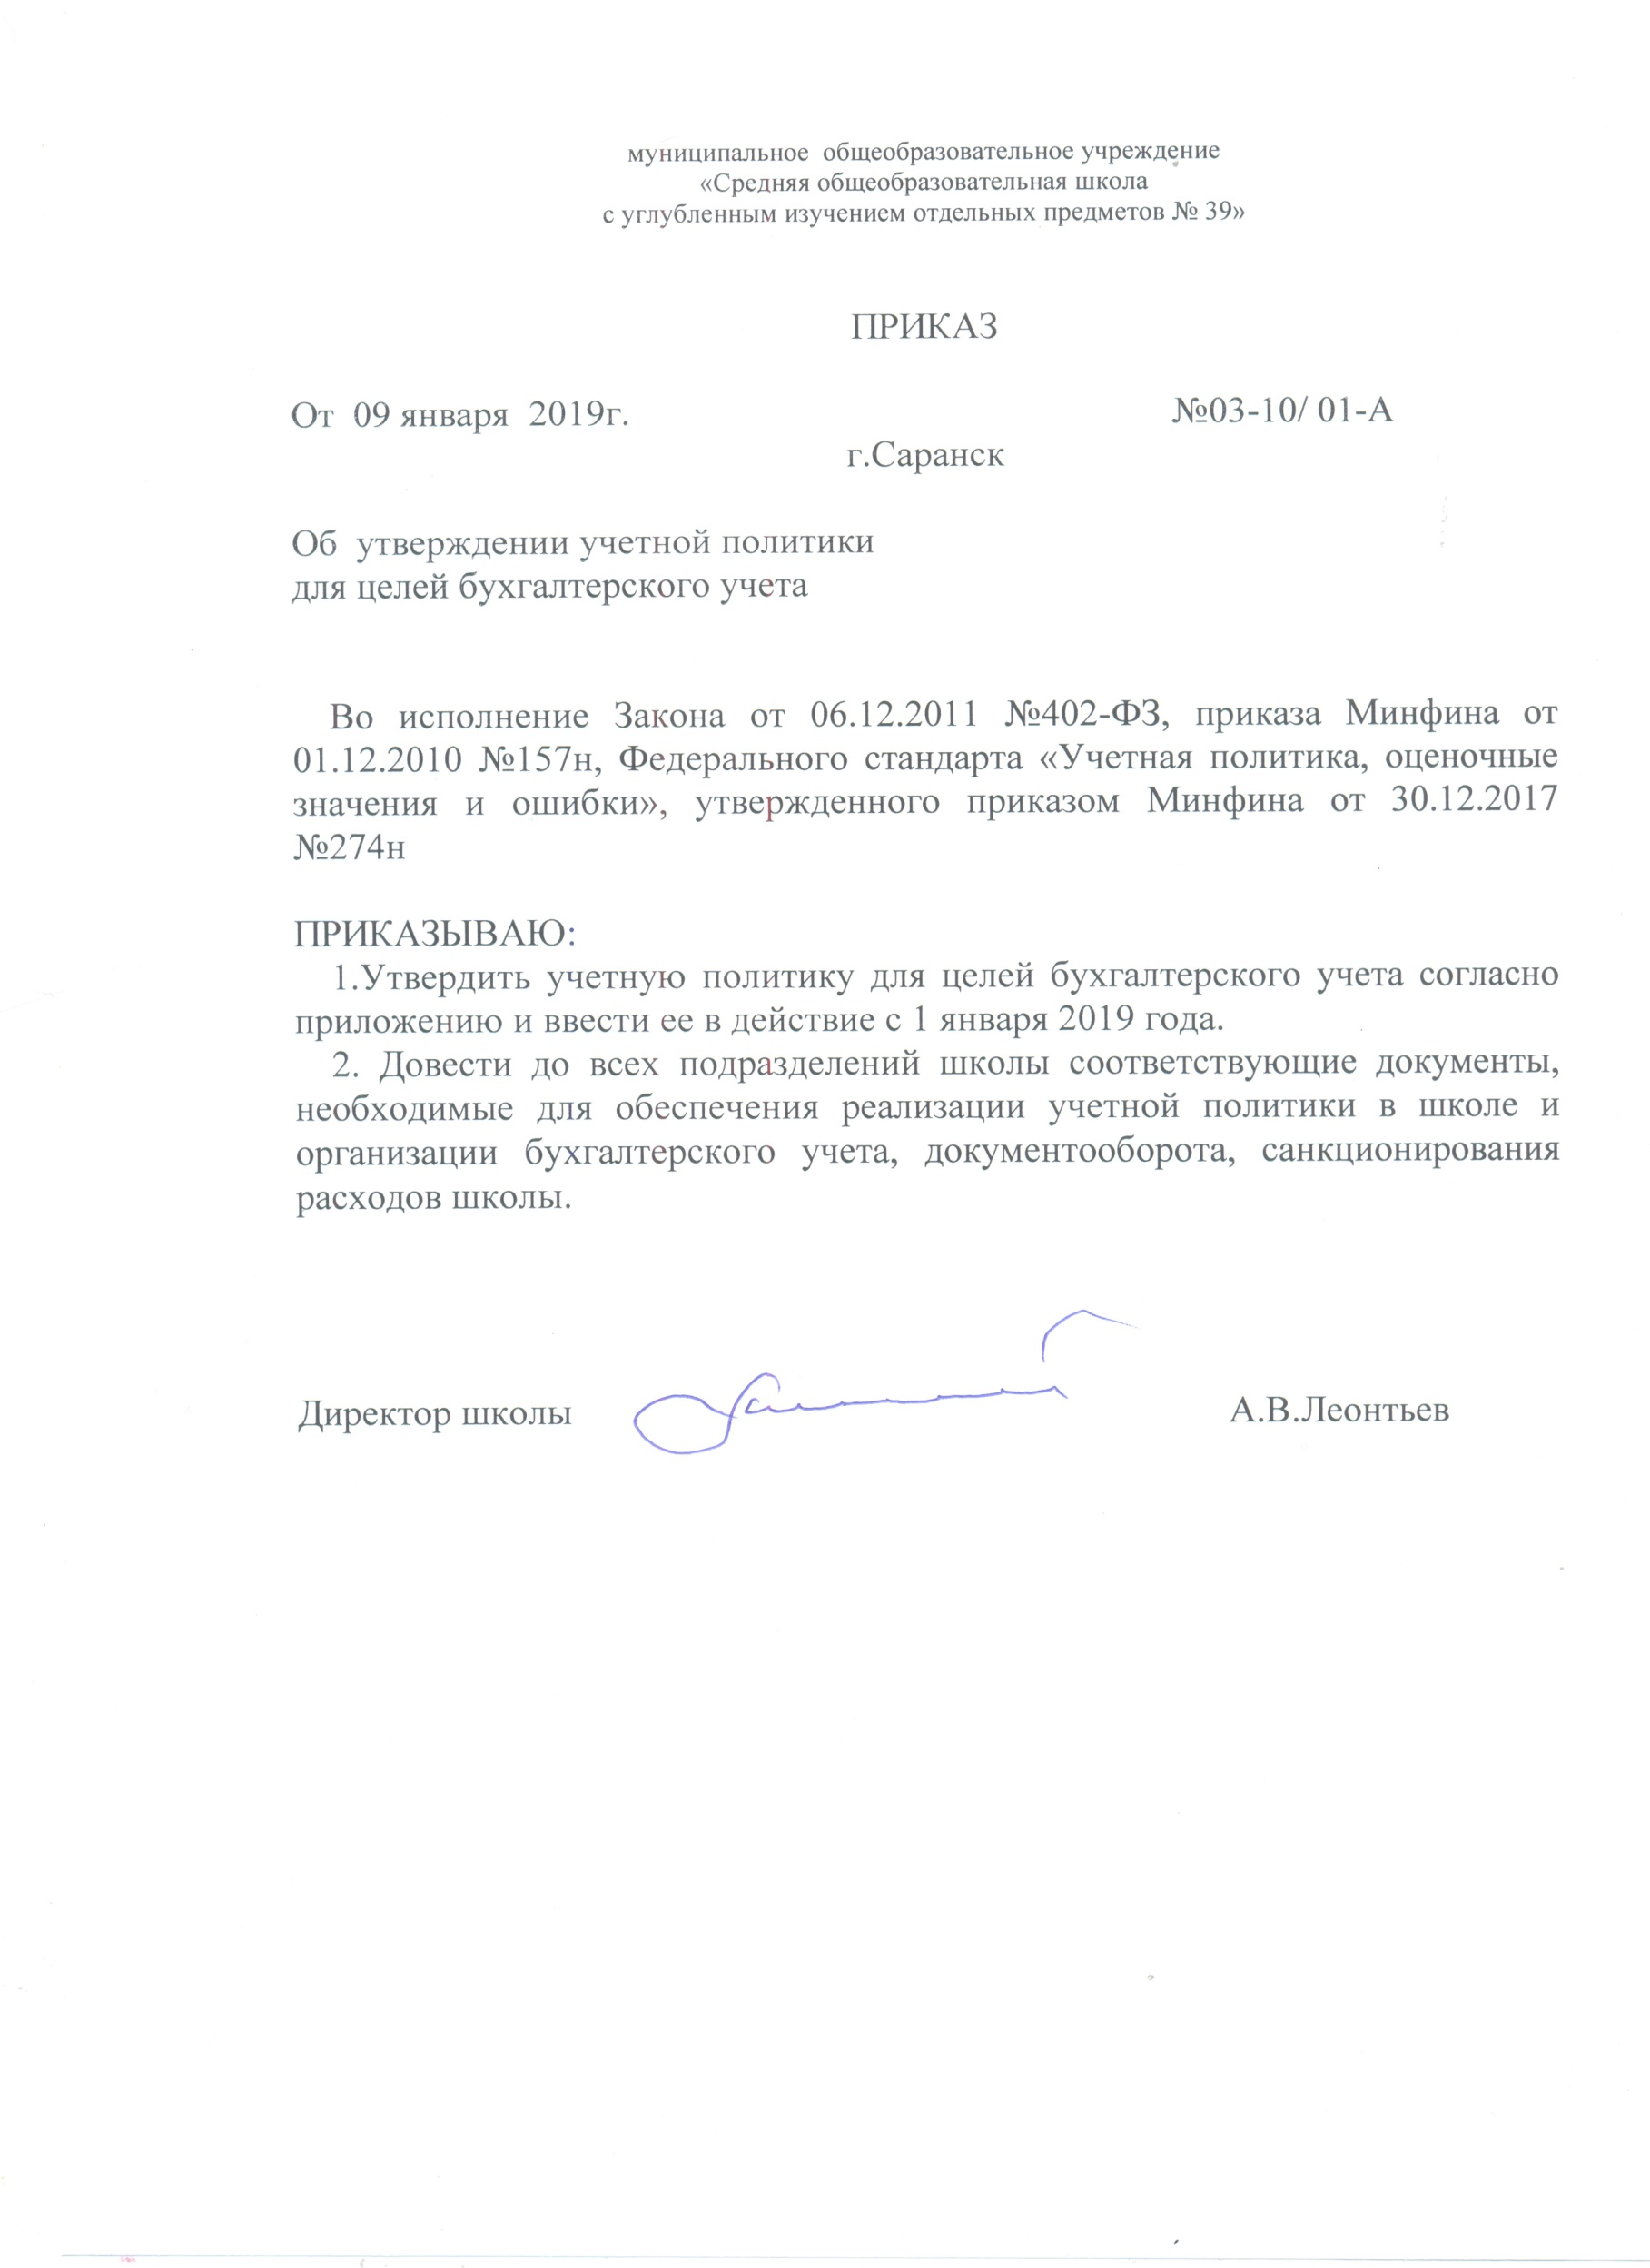 муниципальное общеобразовательное учреждение
«Средняя общеобразовательная школа
с углубленным изучением отдельных предметов № 39»
ПРИКАЗ
От 09 января 2019г. №03-10/ 01-А
г.Саранск
Об утверждении учетной политики
для целей бухгалтерского учета
Во исполнение Закона от 06.12.2011 №402-ФЗ, приказа Минфина от
01.12.2010 №157н, Федерального стандарта «Учетная политика, оценочные
значения и ошибки», утвержденного приказом Минфина от 30.12.2017
№274н
ПРИКАЗЫВАЮ:
1.Утвердить учетную политику для целей бухгалтерского учета согласно
приложению и ввести ее в действие с 1 января 2019 года.
2. Довести до всех подразделений школы соответствующие документы,
необходимые для обеспечения реализации учетной политики в школе и
организации бухгалтерского учета, документооборота, санкционирования
расходов школы.
Директор школы А.В.Леонтьев